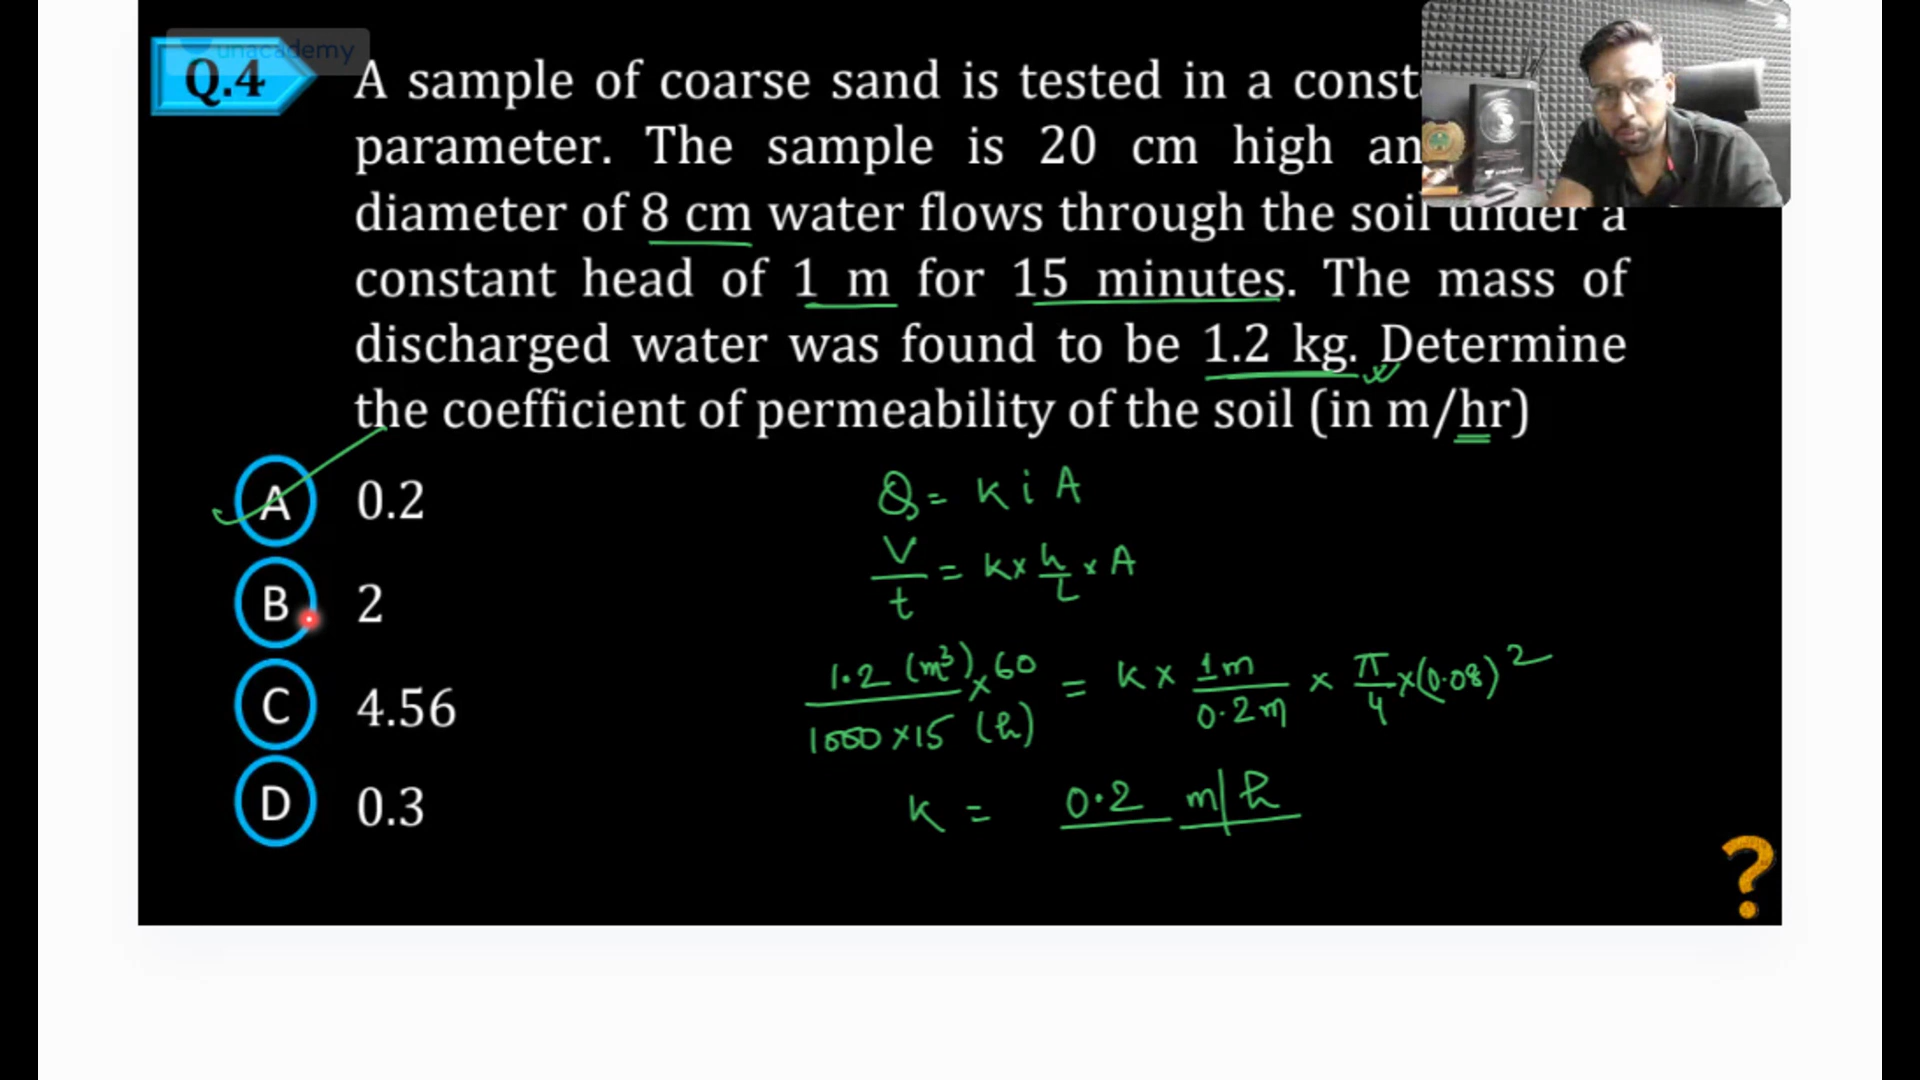 unacademy
Q.4
A sample of coarse sand is tested in a const
parameter. The sample is 20 cm high an
diameter of 8 cm water flows through the soil under a
constant head of 1 m for 15 minutes. The mass of
discharged water was found to be 1.2 kg. Determine
the coefficient of permeability of the soil (in m/hr)
A 0.2
B 2
C 4.56
D 0.3
Q = K i A
V/t = K × h/L × A
1.2 (m³) × 60 / 1000 × 15 (h) = K × 1m / 0.2m × π/4 × (0.08)²
K = 0.2 m/h
?